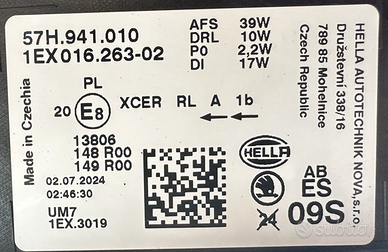 57H.941.010
1EX016.263-02
AFS 39W
DRL 10W
P0 2,2W
DI 17W
PL
20 E8 XCER RL A 1b
13806
148 R00
149 R00
02.07.2024
02:46:30
UM7
1EX.3019
Made in Czechia
HELLA
AB
ES
09S
HELLA AUTOTECHNIK NOVA,s.r.o.
Družstevní 338/16
789 85 Mohelnice
Czech Republic
subito